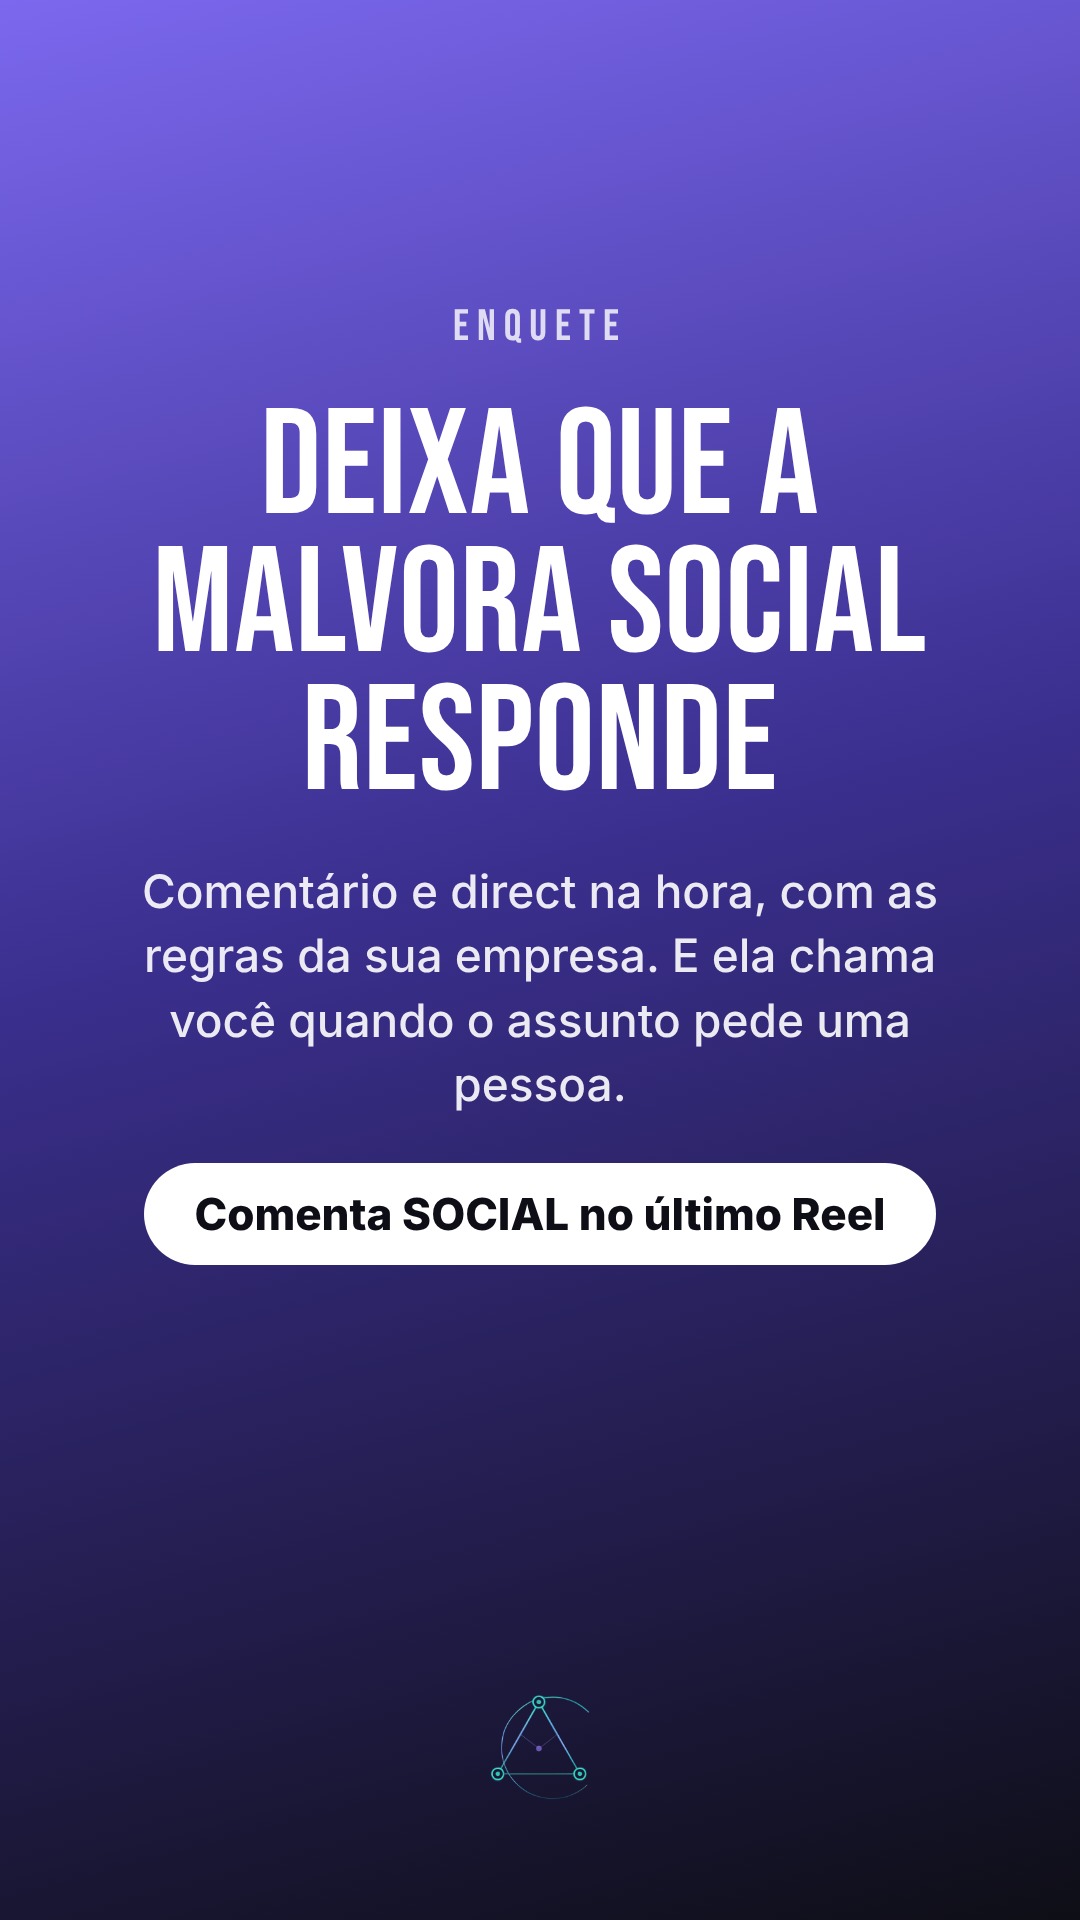 ENQUETE
DEIXA QUE A
MALVORA SOCIAL
RESPONDE
Comentário e direct na hora, com as
regras da sua empresa. E ela chama
você quando o assunto pede uma
pessoa.
Comenta SOCIAL no último Reel